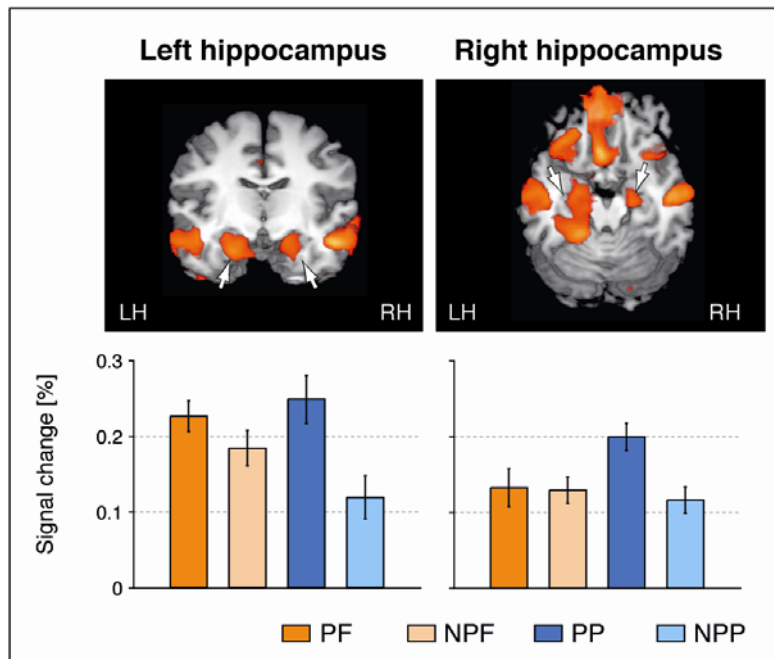 Left hippocampus Right hippocampus
LH RH LH RH
Signal change [%]
0.3
0.2
0.1
0
PF NPF PP NPP